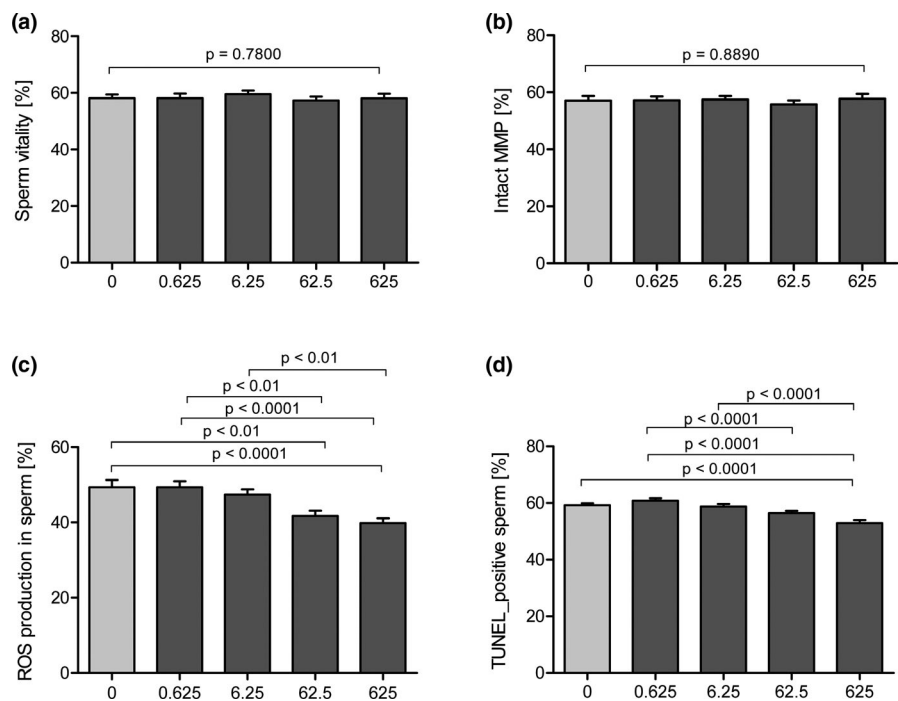 (a)
Sperm vitality [%]
80
60
40
20
0
p = 0.7800
0 0.625 6.25 62.5 625
(b)
Intact MMP [%]
80
60
40
20
0
p = 0.8890
0 0.625 6.25 62.5 625
(c)
ROS production in sperm [%]
p < 0.01
p < 0.01
p < 0.0001
p < 0.01
p < 0.0001
60
40
20
0
0 0.625 6.25 62.5 625
(d)
TUNEL_positive sperm [%]
p < 0.0001
p < 0.0001
p < 0.0001
p < 0.0001
80
60
40
20
0
0 0.625 6.25 62.5 625